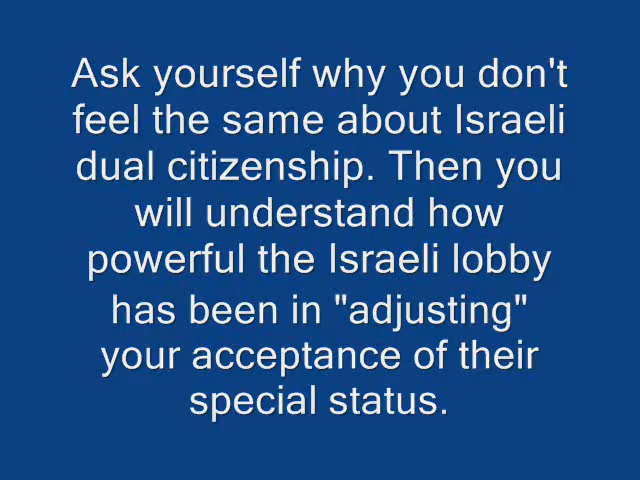 Ask yourself why you don't
feel the same about Israeli
dual citizenship. Then you
will understand how
powerful the Israeli lobby
has been in "adjusting"
your acceptance of their
special status.